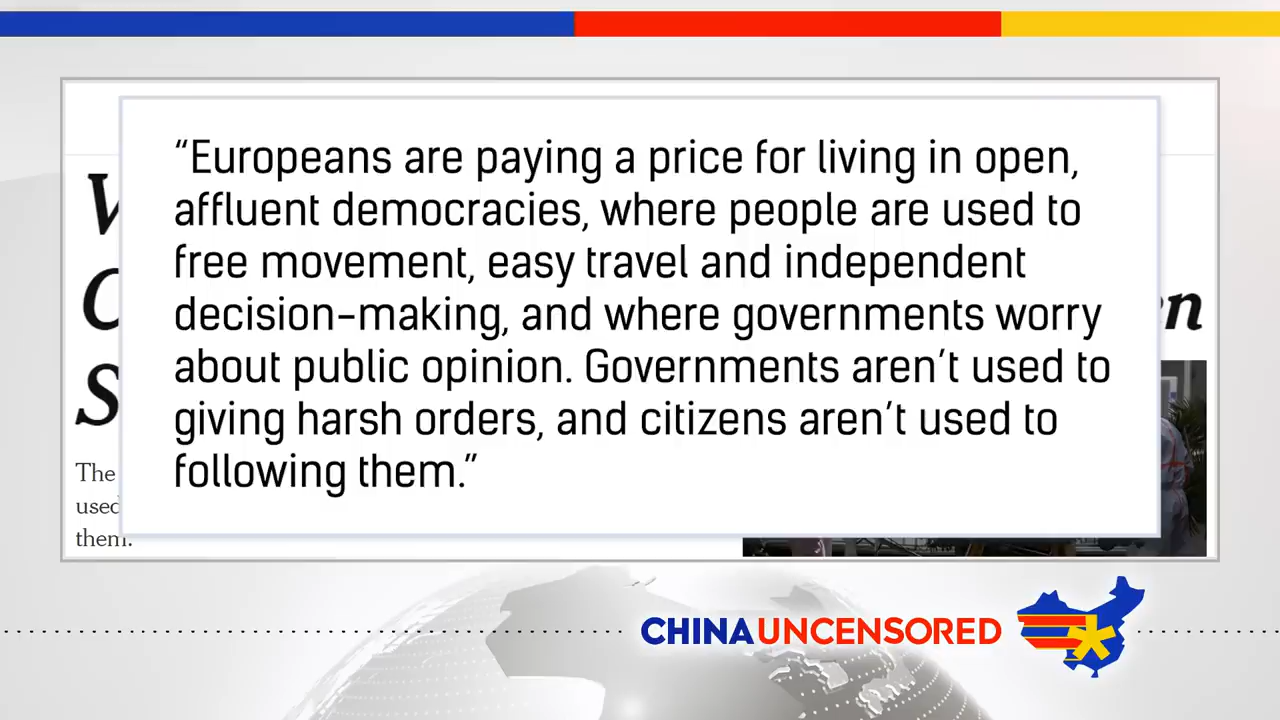 “Europeans are paying a price for living in open,
affluent democracies, where people are used to
free movement, easy travel and independent
decision-making, and where governments worry
about public opinion. Governments aren’t used to
giving harsh orders, and citizens aren’t used to
following them.”
The
used
them.
CHINA UNCENSORED